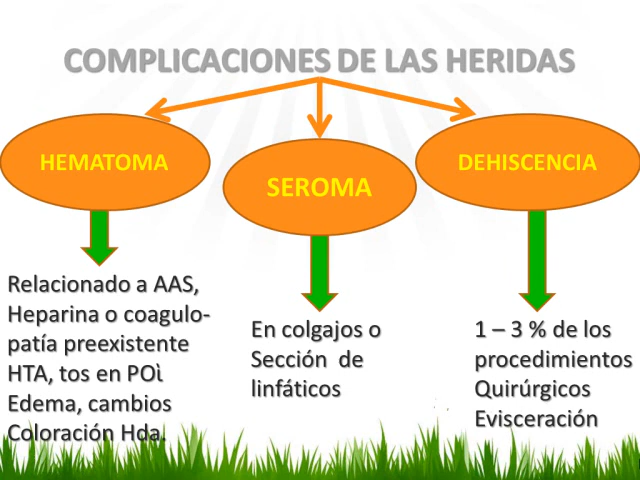 COMPLICACIONES DE LAS HERIDAS
HEMATOMA
SEROMA
DEHISCENCIA
Relacionado a AAS,
Heparina o coagulo-
patía preexistente
HTA, tos en POÌ
Edema, cambios
Coloración Hda.
En colgajos o
Sección de
linfáticos
1 – 3 % de los
procedimientos
Quirúrgicos
Evisceración